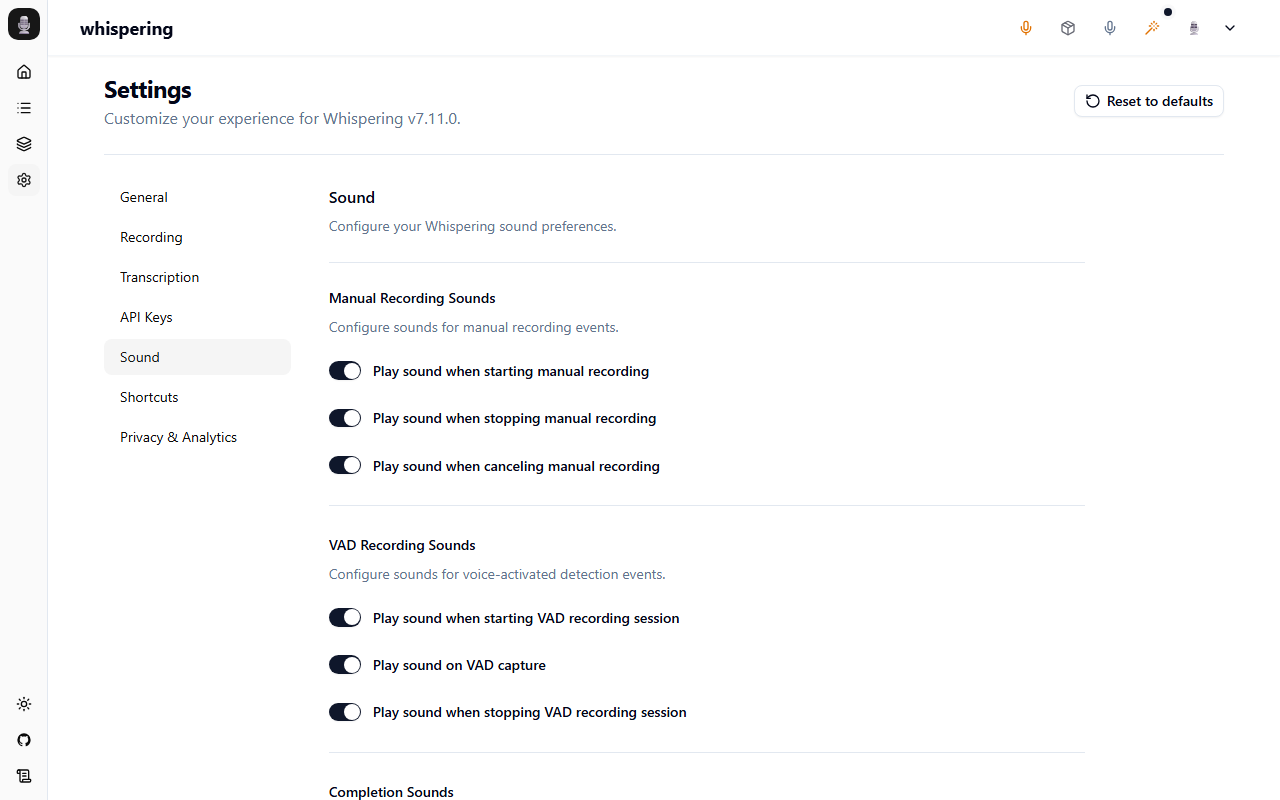 whispering
Settings
Customize your experience for Whispering v7.11.0.
Reset to defaults
General
Recording
Transcription
API Keys
Sound
Shortcuts
Privacy & Analytics
Sound
Configure your Whispering sound preferences.
Manual Recording Sounds
Configure sounds for manual recording events.
Play sound when starting manual recording
Play sound when stopping manual recording
Play sound when canceling manual recording
VAD Recording Sounds
Configure sounds for voice-activated detection events.
Play sound when starting VAD recording session
Play sound on VAD capture
Play sound when stopping VAD recording session
Completion Sounds